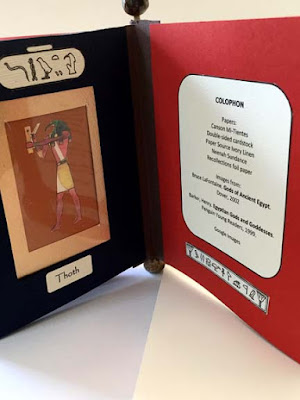 Thoth
COLOPHON
Papers:
Canson Mi-Tientes
Double-sided cardstock
Paper Source Ivory Linen
Neenah Sundance
Recollections foil paper
Images from:
Bruce LaFontaine, Gods of Ancient Egypt.
Dover, 2002
Barker, Henry. Egyptian Gods and Goddesses.
Penguin Young Readers, 1999.
Google Images